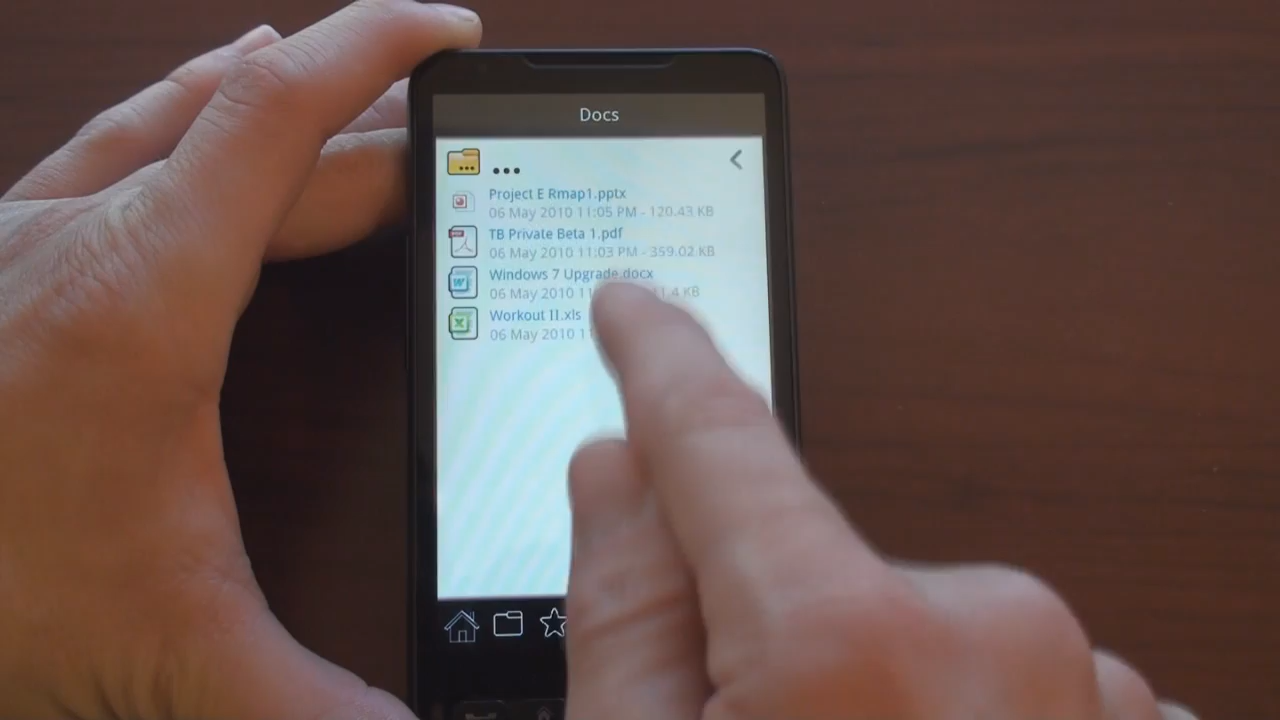 Docs
...
Project E Rmap1.pptx
06 May 2010 11:05 PM - 120.43 KB
TB Private Beta 1.pdf
06 May 2010 11:03 PM - 359.02 KB
Windows 7 Upgrade.docx
06 May 2010 11.4 KB
Workout II.xls
06 May 2010